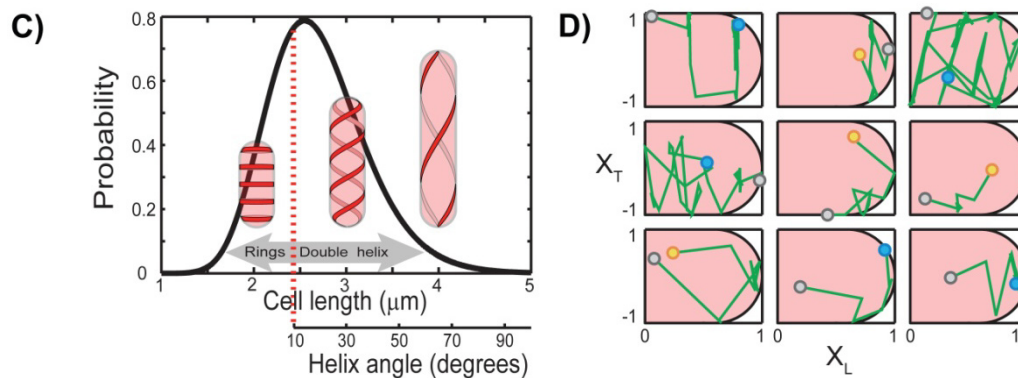 C)
Probability
0.8
0.6
0.4
0.2
0.0
Rings
Double helix
1 2 3 4 5
Cell length (μm)
10 30 50 70 90
Helix angle (degrees)
D)
X_T
1
-1
1
-1
1
-1
0 1 0 1 0 1
X_L